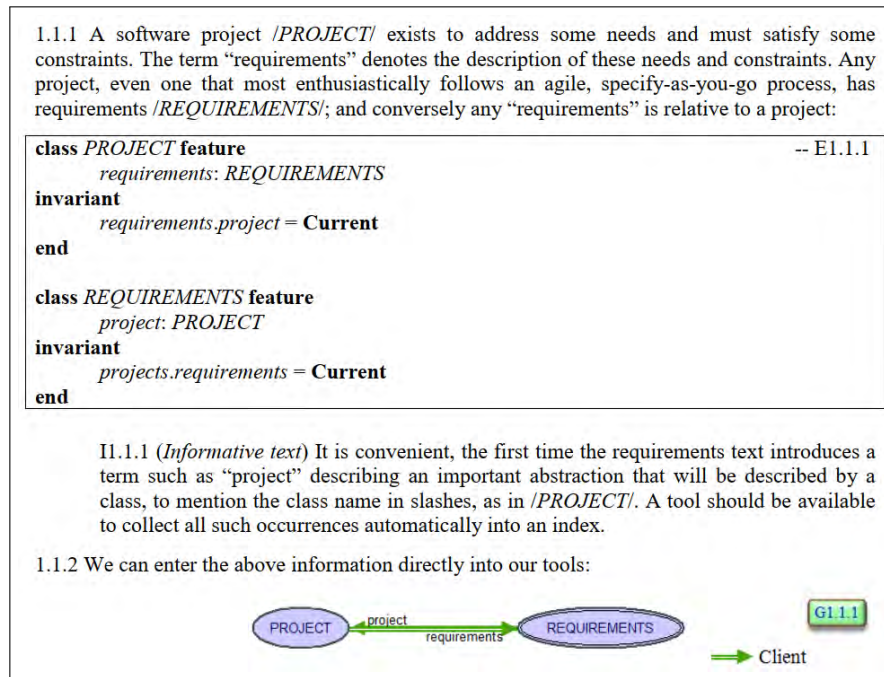 1.1.1 A software project /PROJECT/ exists to address some needs and must satisfy some
constraints. The term “requirements” denotes the description of these needs and constraints. Any
project, even one that most enthusiastically follows an agile, specify-as-you-go process, has
requirements /REQUIREMENTS/; and conversely any “requirements” is relative to a project:
class PROJECT feature -- E1.1.1
requirements: REQUIREMENTS
invariant
requirements.project = Current
end
class REQUIREMENTS feature
project: PROJECT
invariant
projects.requirements = Current
end
I1.1.1 (Informative text) It is convenient, the first time the requirements text introduces a
term such as “project” describing an important abstraction that will be described by a
class, to mention the class name in slashes, as in /PROJECT/. A tool should be available
to collect all such occurrences automatically into an index.
1.1.2 We can enter the above information directly into our tools:
PROJECT
project
requirements
REQUIREMENTS
G1.1.1
Client